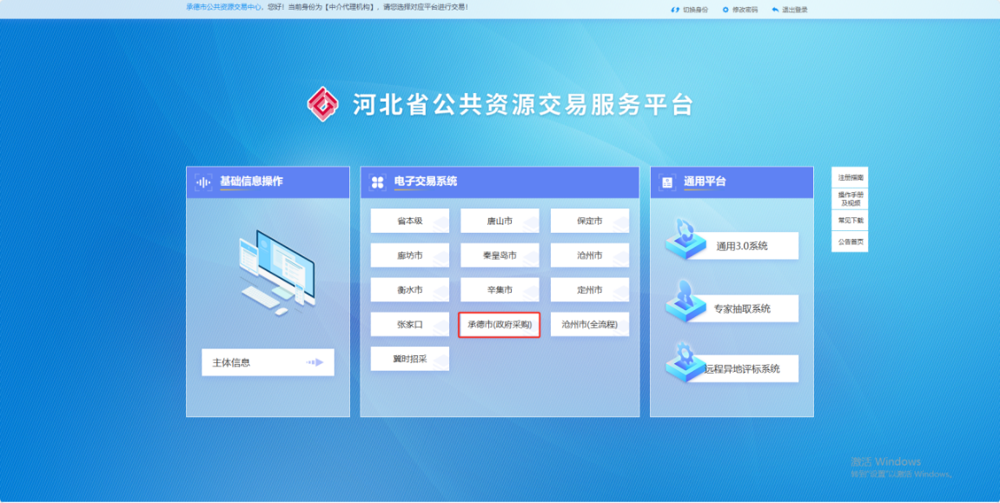 承德市公共资源交易中心，您好！当前身份为【中介代理机构】，请您选择对应平台进行交易！
切换身份 修改密码 退出登录
河北省公共资源交易服务平台
基础信息操作
主体信息
电子交易系统
省本级 唐山市 保定市
廊坊市 秦皇岛市 沧州市
衡水市 辛集市 定州市
张家口 承德市(政府采购) 沧州市(全流程)
冀时招采
通用平台
通用3.0系统
专家抽取系统
远程异地评标系统
注册指南
操作手册
及视频
常见下载
公告首页
激活 Windows
转到"设置"以激活 Windows。